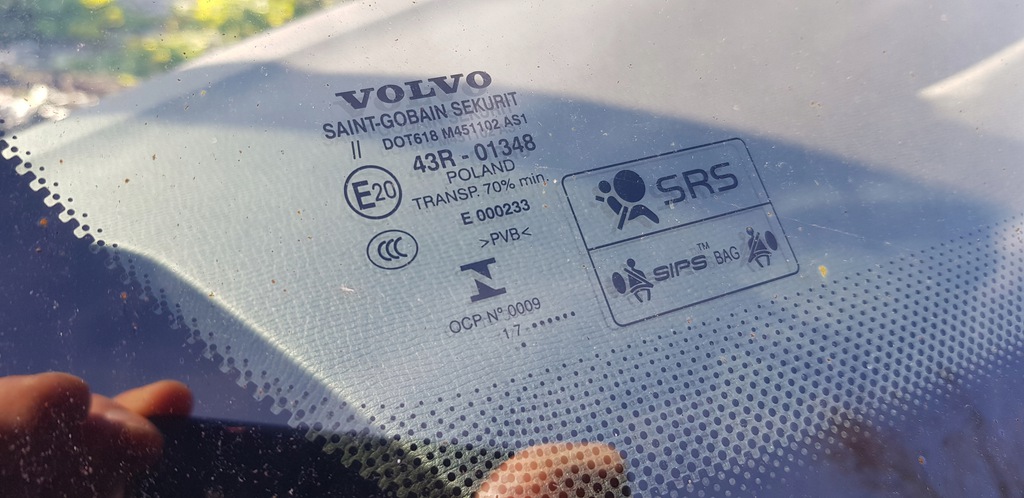 VOLVO
SAINT-GOBAIN SEKURIT
II DOT618 M451102 AS1
43R - 01348
E20
POLAND
TRANSP. 70% min
E 000233
CCC
>PVB<
OCP N° 0009
17.......
SRS
SIPS™ BAG